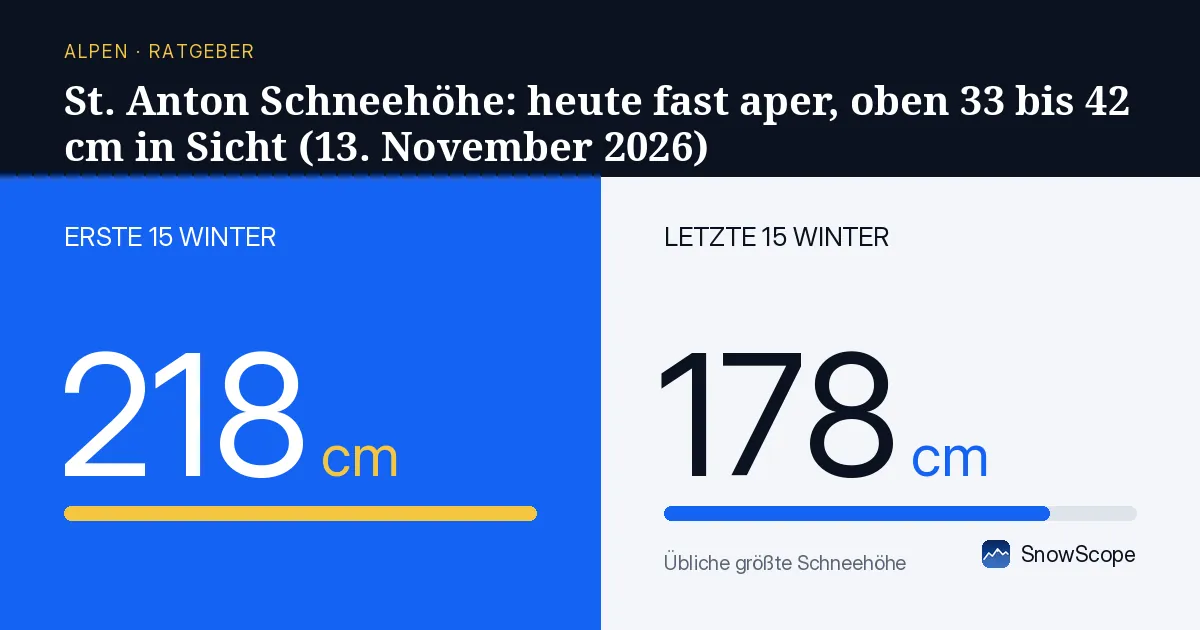 ALPEN · RATGEBER
St. Anton Schneehöhe: heute fast aper, oben 33 bis 42
cm in Sicht (13. November 2026)
ERSTE 15 WINTER
218 cm
LETZTE 15 WINTER
178 cm
Übliche größte Schneehöhe
SnowScope